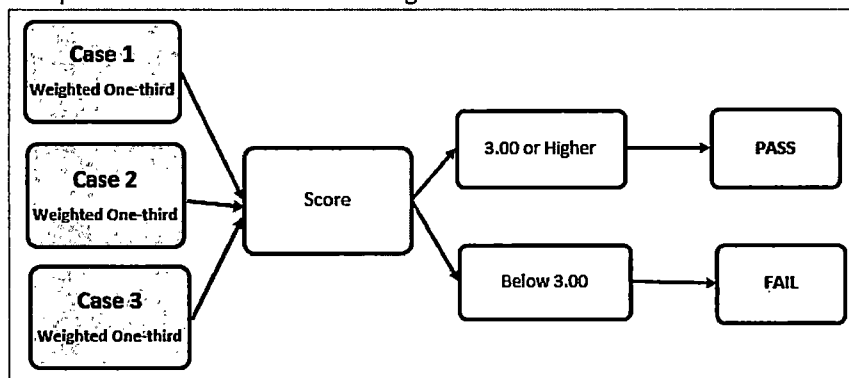 Case 1
Weighted One-third
Case 2
Weighted One-third
Case 3
Weighted One-third
Score
3.00 or Higher
PASS
Below 3.00
FAIL